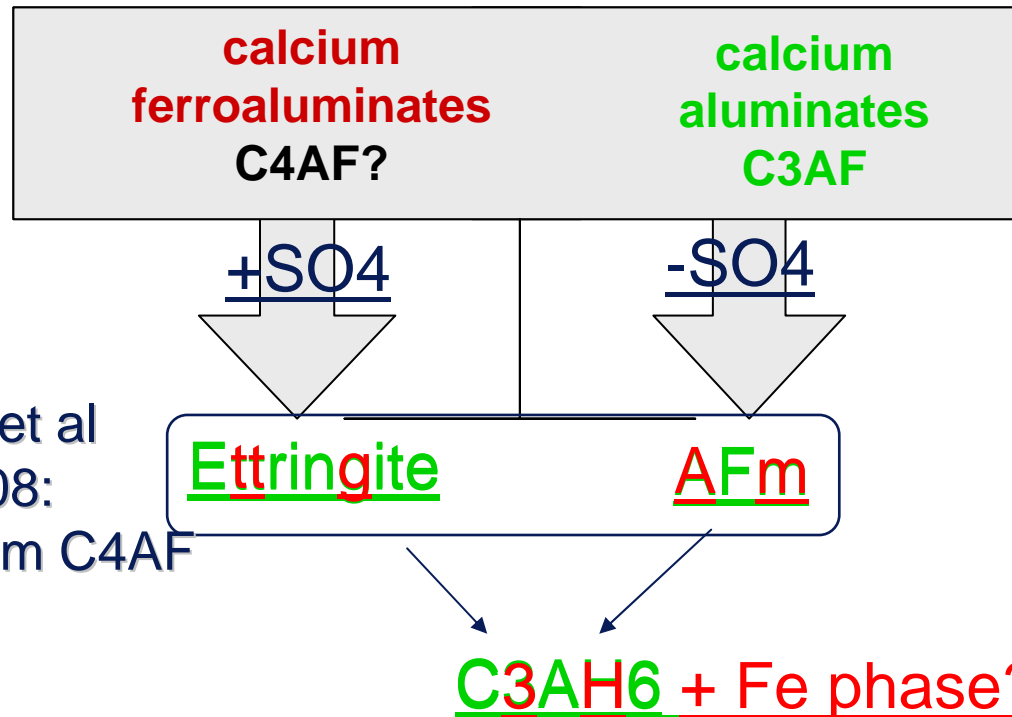 calcium
ferroaluminates
C4AF?
calcium
aluminates
C3AF
+SO4
-SO4
et al
08:
m C4AF
Ettringite
AFm
C3AH6 + Fe phase?